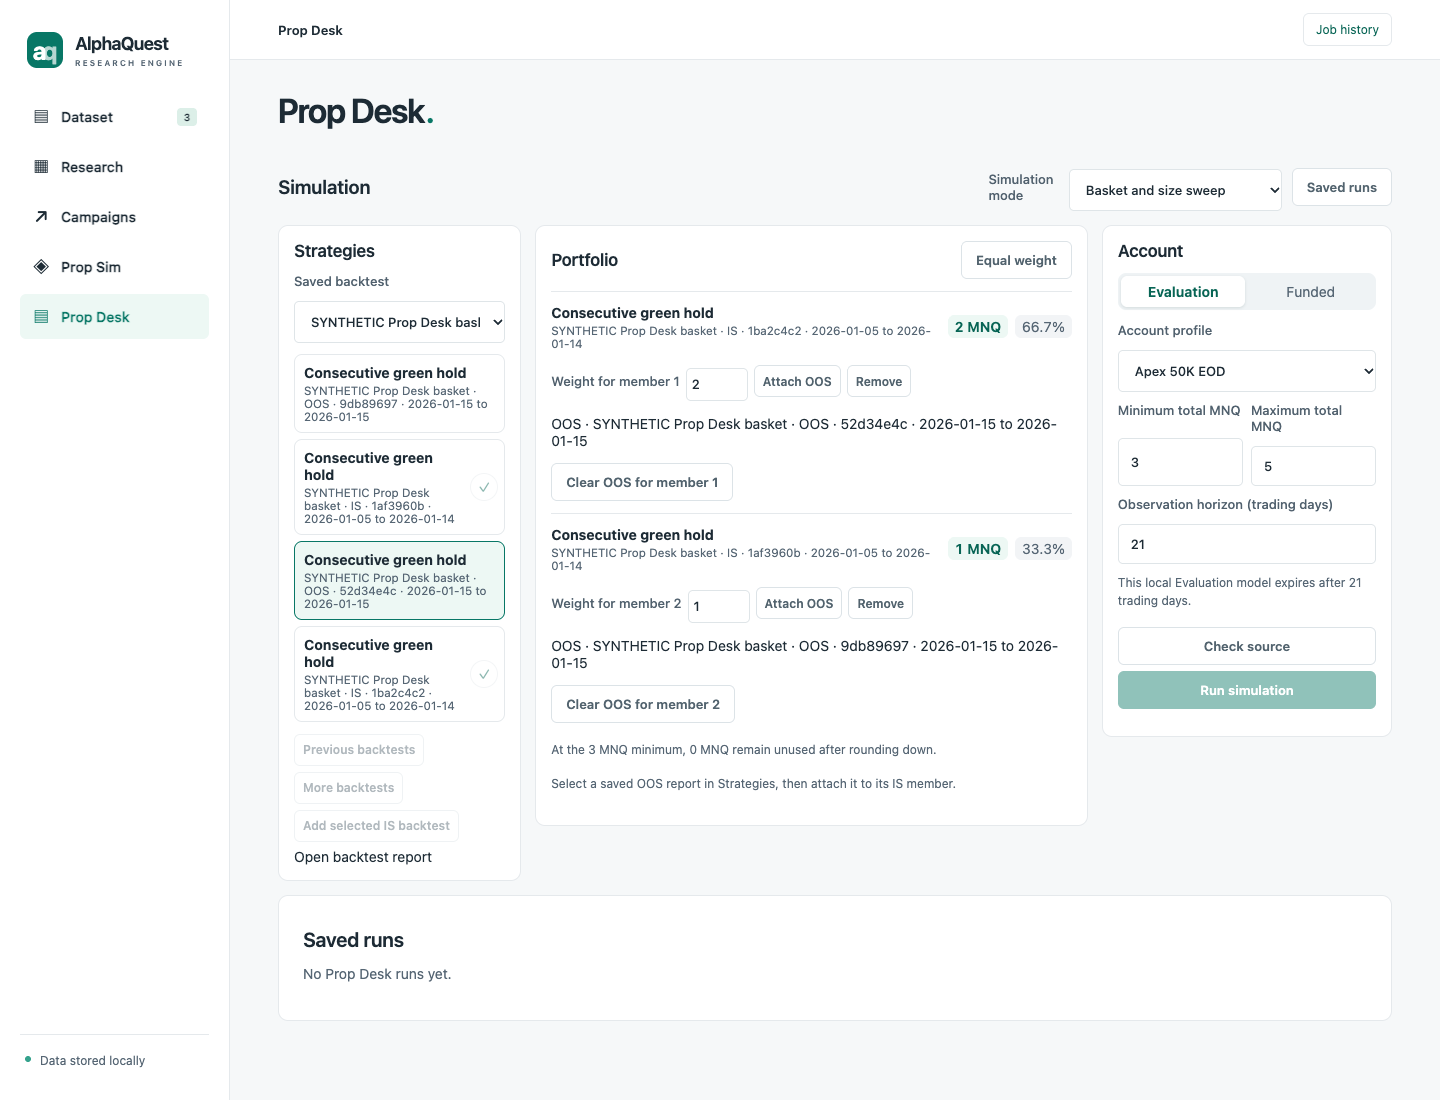 aq
AlphaQuest
RESEARCH ENGINE
Dataset
3
Research
Campaigns
Prop Sim
Prop Desk
Data stored locally
Prop Desk
Job history
Prop Desk.
Simulation
Simulation
mode
Basket and size sweep
Saved runs
Strategies
Saved backtest
SYNTHETIC Prop Desk basl
Consecutive green hold
SYNTHETIC Prop Desk basket ·
OOS · 9db89697 · 2026-01-15 to
2026-01-15
Consecutive green
hold
SYNTHETIC Prop Desk
basket · IS · 1af3960b ·
2026-01-05 to 2026-01-14
Consecutive green hold
SYNTHETIC Prop Desk basket ·
OOS · 52d34e4c · 2026-01-15 to
2026-01-15
Consecutive green
hold
SYNTHETIC Prop Desk
basket · IS · 1ba2c4c2 ·
2026-01-05 to 2026-01-14
Previous backtests
More backtests
Add selected IS backtest
Open backtest report
Portfolio
Equal weight
Consecutive green hold
SYNTHETIC Prop Desk basket · IS · 1ba2c4c2 · 2026-01-05 to 2026-
01-14
2 MNQ
66.7%
Weight for member 1
2
Attach OOS
Remove
OOS · SYNTHETIC Prop Desk basket · OOS · 52d34e4c · 2026-01-15 to 2026-
01-15
Clear OOS for member 1
Consecutive green hold
SYNTHETIC Prop Desk basket · IS · 1af3960b · 2026-01-05 to 2026-
01-14
1 MNQ
33.3%
Weight for member 2
1
Attach OOS
Remove
OOS · SYNTHETIC Prop Desk basket · OOS · 9db89697 · 2026-01-15 to 2026-
01-15
Clear OOS for member 2
At the 3 MNQ minimum, 0 MNQ remain unused after rounding down.
Select a saved OOS report in Strategies, then attach it to its IS member.
Account
Evaluation
Funded
Account profile
Apex 50K EOD
Minimum total MNQ
3
Maximum total
MNQ
5
Observation horizon (trading days)
21
This local Evaluation model expires after 21
trading days.
Check source
Run simulation
Saved runs
No Prop Desk runs yet.